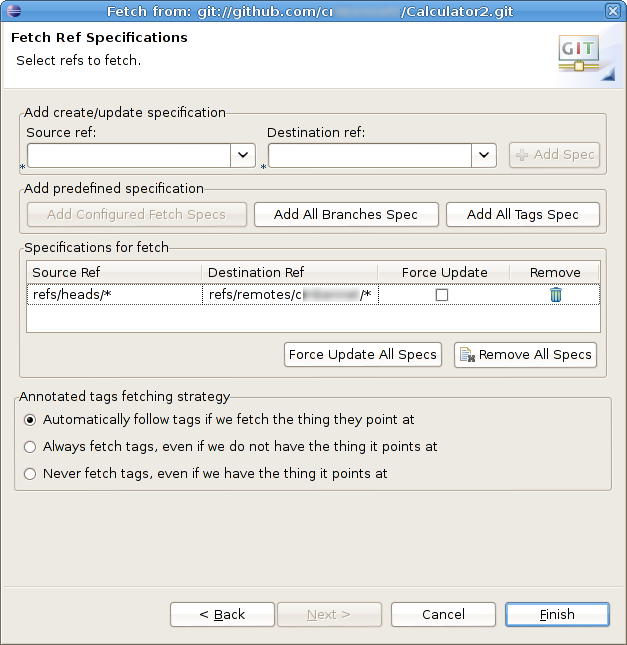 Fetch from: git://github.com/c /Calculator2.git
Fetch Ref Specifications
Select refs to fetch.
GIT
Add create/update specification
Source ref: Destination ref:
* * Add Spec
Add predefined specification
Add Configured Fetch Specs Add All Branches Spec Add All Tags Spec
Specifications for fetch
Source Ref Destination Ref Force Update Remove
refs/heads/* refs/remotes/c /*
Force Update All Specs Remove All Specs
Annotated tags fetching strategy
Automatically follow tags if we fetch the thing they point at
Always fetch tags, even if we do not have the thing it points at
Never fetch tags, even if we have the thing it points at
< Back Next > Cancel Finish